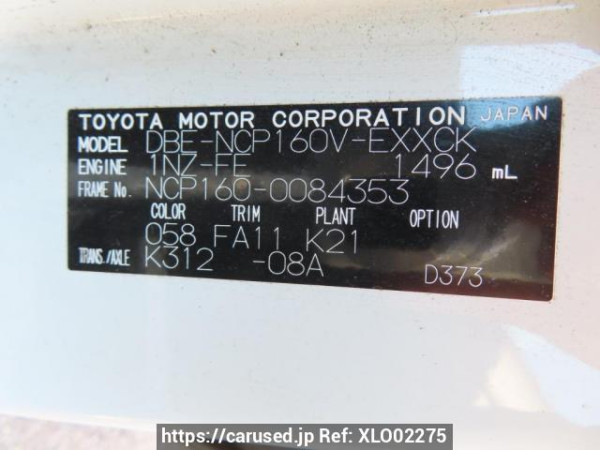 TOYOTA MOTOR CORPORATION JAPAN
MODEL DBE-NCP160V-EXXCK
ENGINE 1NZ-FE 1496 mL
FRAME No. NCP160-0084353
COLOR TRIM PLANT OPTION
058 FA11 K21
TRANS./AXLE K312 -08A
D373
https://carused.jp Ref: XLO02275